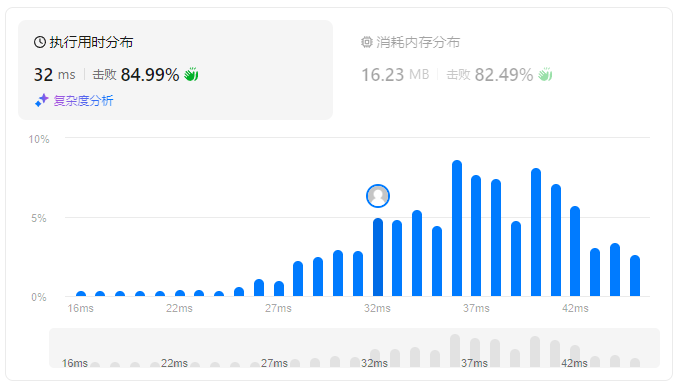 执行用时分布
32 ms 击败 84.99%
复杂度分析
消耗内存分布
16.23 MB 击败 82.49%
10%
5%
0%
16ms 22ms 27ms 32ms 37ms 42ms
16ms 22ms 27ms 32ms 37ms 42ms